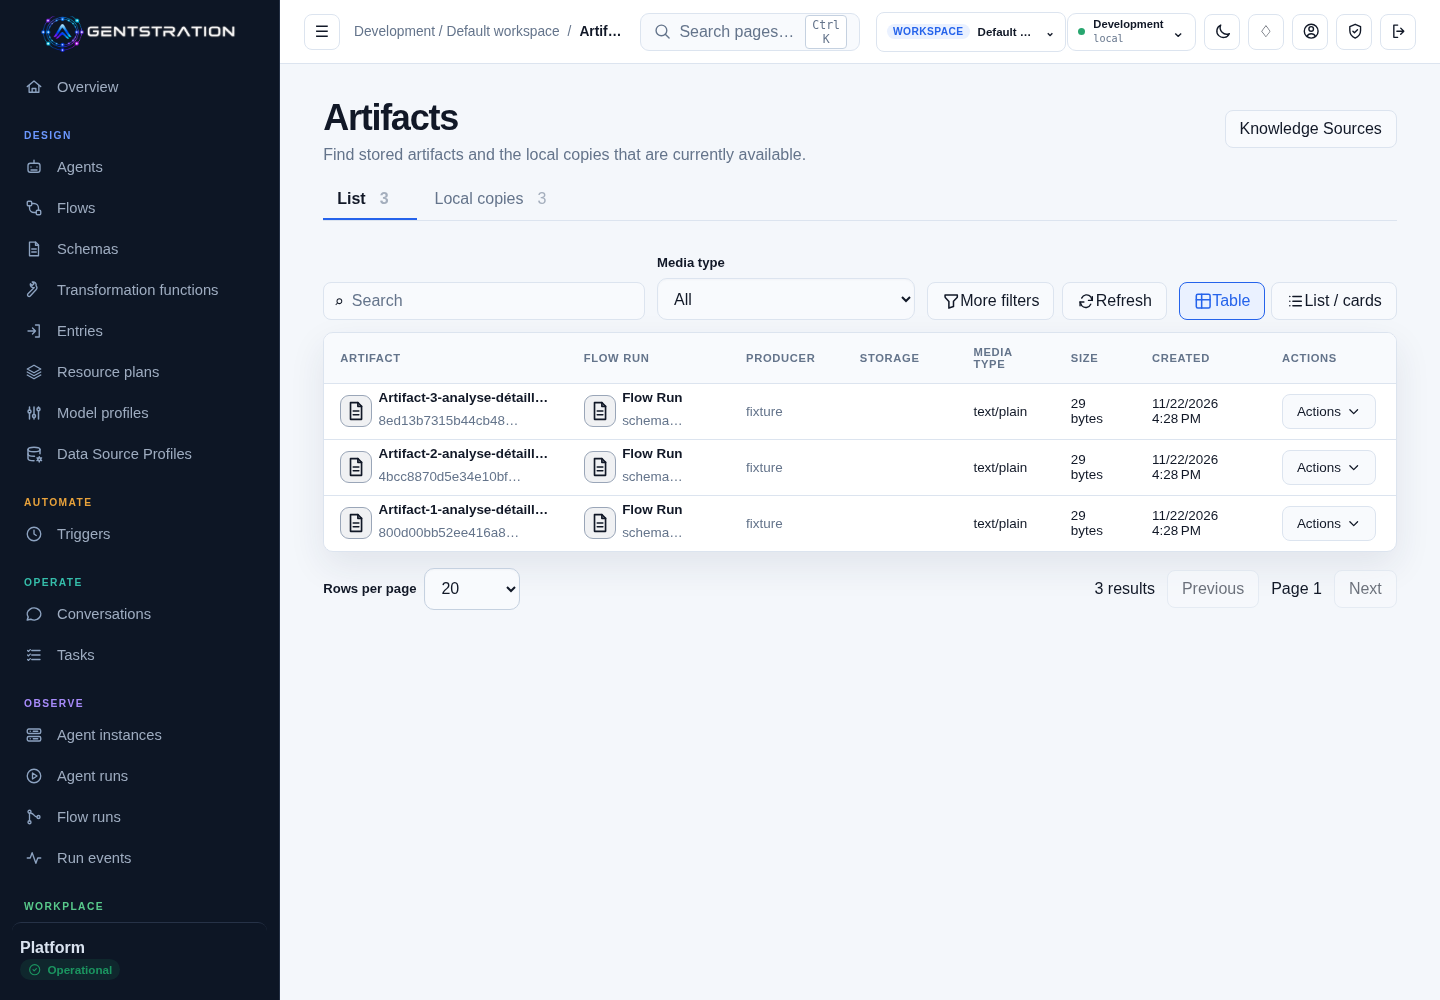 GENTSTRATION
Overview
DESIGN
Agents
Flows
Schemas
Transformation functions
Entries
Resource plans
Model profiles
Data Source Profiles
AUTOMATE
Triggers
OPERATE
Conversations
Tasks
OBSERVE
Agent instances
Agent runs
Flow runs
Run events
WORKPLACE
Platform
Operational
Development / Default workspace / Artif…
Search pages…
Ctrl K
WORKSPACE Default …
Development
local
Artifacts
Find stored artifacts and the local copies that are currently available.
Knowledge Sources
List 3
Local copies 3
Search
Media type
All
More filters
Refresh
Table
List / cards
ARTIFACT FLOW RUN PRODUCER STORAGE MEDIA TYPE SIZE CREATED ACTIONS
Artifact-3-analyse-détaill… Flow Run
8ed13b7315b44cb48… schema… fixture text/plain 29 bytes 11/22/2026 4:28 PM Actions
Artifact-2-analyse-détaill… Flow Run
4bcc8870d5e34e10bf… schema… fixture text/plain 29 bytes 11/22/2026 4:28 PM Actions
Artifact-1-analyse-détaill… Flow Run
800d00bb52ee416a8… schema… fixture text/plain 29 bytes 11/22/2026 4:28 PM Actions
Rows per page 20
3 results Previous Page 1 Next